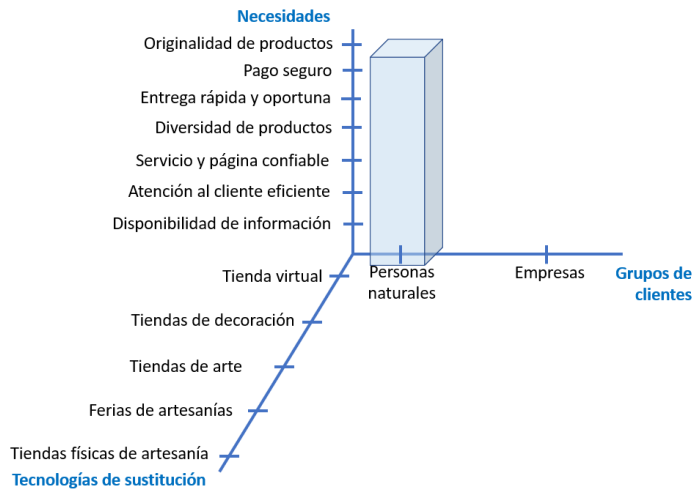 Necesidades
Originalidad de productos
Pago seguro
Entrega rápida y oportuna
Diversidad de productos
Servicio y página confiable
Atención al cliente eficiente
Disponibilidad de información
Tienda virtual
Personas
naturales
Empresas
Grupos de
clientes
Tiendas de decoración
Tiendas de arte
Ferias de artesanías
Tiendas físicas de artesanía
Tecnologías de sustitución